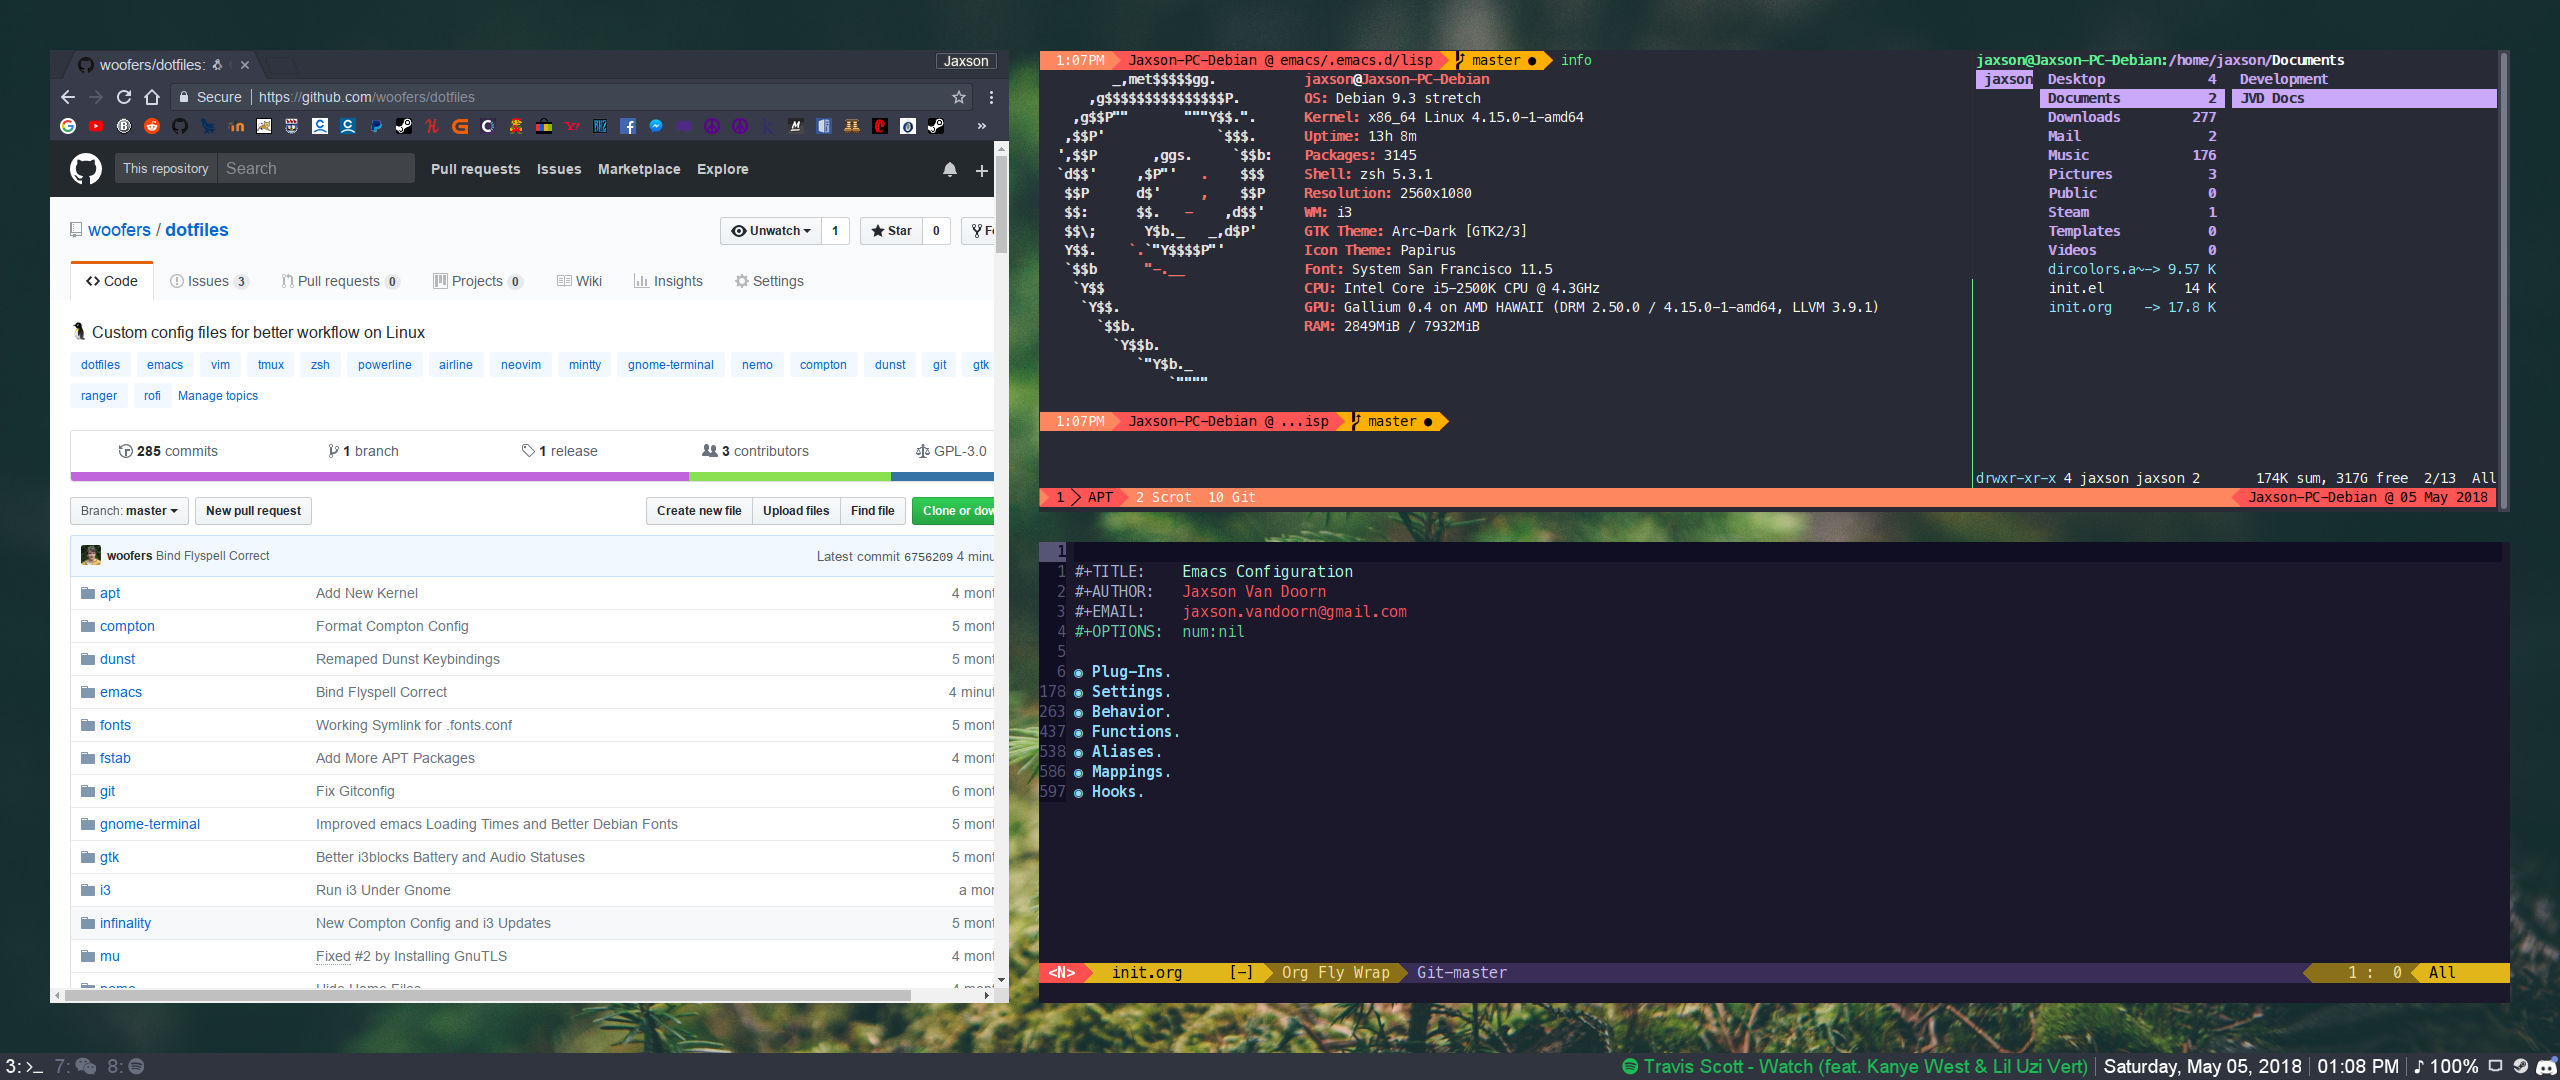 woofers/dotfiles:
Jaxson
Secure | https://github.com/woofers/dotfiles
This repository Search Pull requests Issues Marketplace Explore
woofers / dotfiles
Unwatch 1 Star 0
Code Issues 3 Pull requests 0 Projects 0 Wiki Insights Settings
Custom config files for better workflow on Linux
dotfiles emacs vim tmux zsh powerline airline neovim mintty gnome-terminal nemo compton dunst git gtk
ranger rofi Manage topics
285 commits 1 branch 1 release 3 contributors GPL-3.0
Branch: master New pull request Create new file Upload files Find file Clone or dow
woofers Bind Flyspell Correct Latest commit 6756209 4 minu
apt Add New Kernel 4 mont
compton Format Compton Config 5 mont
dunst Remaped Dunst Keybindings 5 mont
emacs Bind Flyspell Correct 4 minut
fonts Working Symlink for .fonts.conf 5 mont
fstab Add More APT Packages 4 mont
git Fix Gitconfig 6 mont
gnome-terminal Improved emacs Loading Times and Better Debian Fonts 5 mont
gtk Better i3blocks Battery and Audio Statuses 5 mont
i3 Run i3 Under Gnome a mon
infinality New Compton Config and i3 Updates 5 mont
mu Fixed #2 by Installing GnuTLS 4 mont
1:07PM Jaxson-PC-Debian @ emacs/.emacs.d/lisp master ● info
jaxson@Jaxson-PC-Debian
OS: Debian 9.3 stretch
Kernel: x86_64 Linux 4.15.0-1-amd64
Uptime: 13h 8m
Packages: 3145
Shell: zsh 5.3.1
Resolution: 2560x1080
WM: i3
GTK Theme: Arc-Dark [GTK2/3]
Icon Theme: Papirus
Font: System San Francisco 11.5
CPU: Intel Core i5-2500K CPU @ 4.3GHz
GPU: Gallium 0.4 on AMD HAWAII (DRM 2.50.0 / 4.15.0-1-amd64, LLVM 3.9.1)
RAM: 2849MiB / 7932MiB
1:07PM Jaxson-PC-Debian @ ...isp master ●
jaxson@Jaxson-PC-Debian:/home/jaxson/Documents
jaxson Desktop 4 Development
Documents 2 JVD Docs
Downloads 277
Mail 2
Music 176
Pictures 3
Public 0
Steam 1
Templates 0
Videos 0
dircolors.a~-> 9.57 K
init.el 14 K
init.org -> 17.8 K
drwxr-xr-x 4 jaxson jaxson 2 174K sum, 317G free 2/13 All
1 APT 2 Scrot 10 Git Jaxson-PC-Debian @ 05 May 2018
1
1 #+TITLE: Emacs Configuration
2 #+AUTHOR: Jaxson Van Doorn
3 #+EMAIL: jaxson.vandoorn@gmail.com
4 #+OPTIONS: num:nil
5
6 ◉ Plug-Ins.
178 ◉ Settings.
263 ◉ Behavior.
437 ◉ Functions.
538 ◉ Aliases.
586 ◉ Mappings.
597 ◉ Hooks.
<N> init.org [-] Org Fly Wrap Git-master 1 : 0 All
3: 7: 8: Travis Scott - Watch (feat. Kanye West & Lil Uzi Vert) | Saturday, May 05, 2018 | 01:08 PM | ♪ 100%